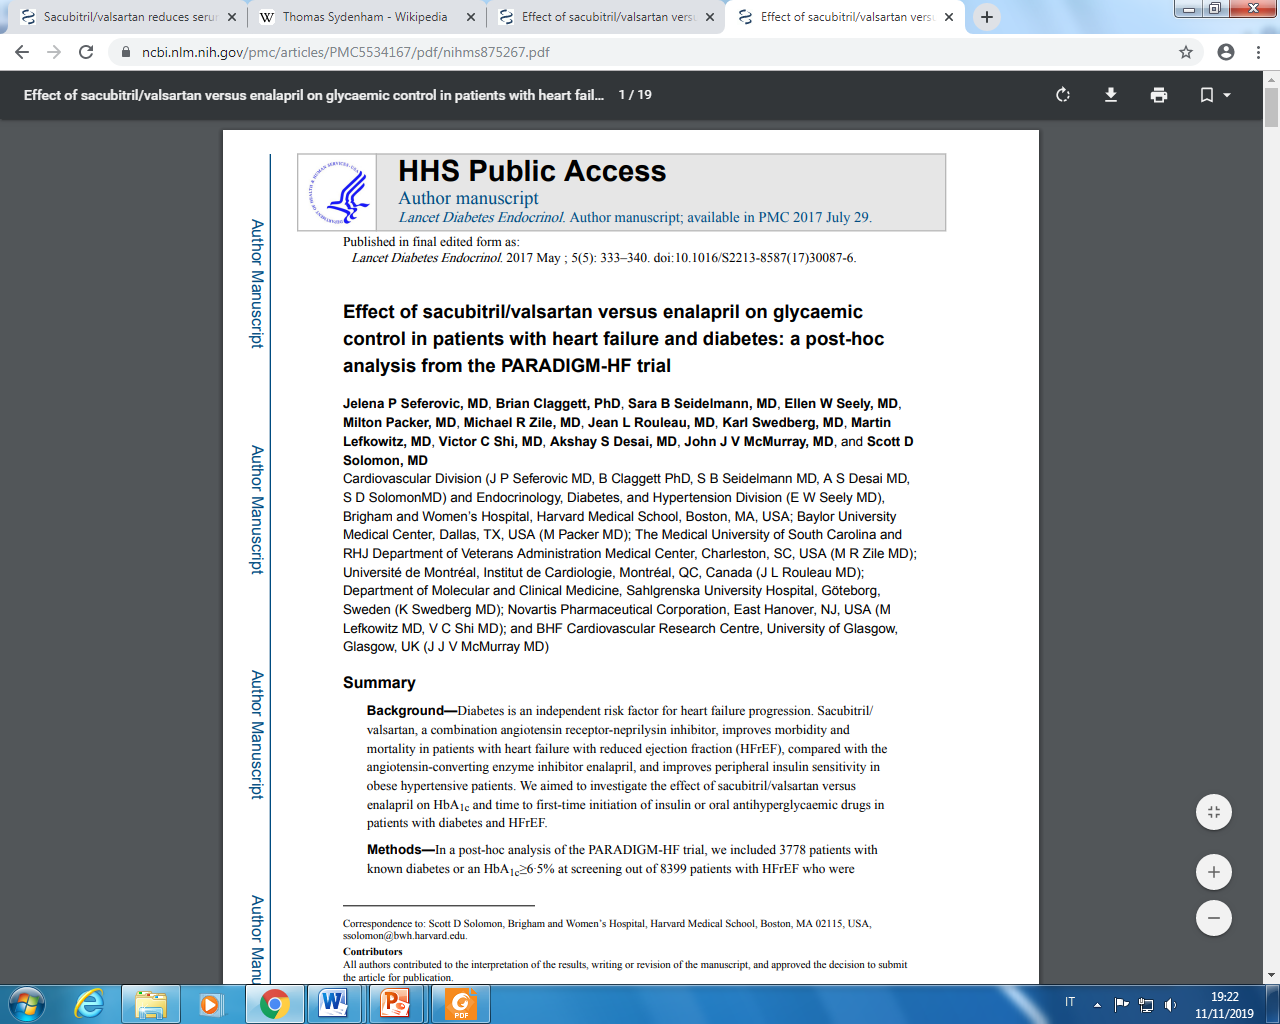 Sacubitril/valsartan reduces seru
Thomas Sydenham - Wikipedia
Effect of sacubitril/valsartan versu
Effect of sacubitril/valsartan versu
ncbi.nlm.nih.gov/pmc/articles/PMC5534167/pdf/nihms875267.pdf
Effect of sacubitril/valsartan versus enalapril on glycaemic control in patients with heart fail... 1 / 19
HHS Public Access
Author manuscript
Lancet Diabetes Endocrinol. Author manuscript; available in PMC 2017 July 29.
Published in final edited form as:
Lancet Diabetes Endocrinol. 2017 May ; 5(5): 333–340. doi:10.1016/S2213-8587(17)30087-6.
Effect of sacubitril/valsartan versus enalapril on glycaemic
control in patients with heart failure and diabetes: a post-hoc
analysis from the PARADIGM-HF trial
Jelena P Seferovic, MD, Brian Claggett, PhD, Sara B Seidelmann, MD, Ellen W Seely, MD,
Milton Packer, MD, Michael R Zile, MD, Jean L Rouleau, MD, Karl Swedberg, MD, Martin
Lefkowitz, MD, Victor C Shi, MD, Akshay S Desai, MD, John J V McMurray, MD, and Scott D
Solomon, MD
Cardiovascular Division (J P Seferovic MD, B Claggett PhD, S B Seidelmann MD, A S Desai MD,
S D SolomonMD) and Endocrinology, Diabetes, and Hypertension Division (E W Seely MD),
Brigham and Women's Hospital, Harvard Medical School, Boston, MA, USA; Baylor University
Medical Center, Dallas, TX, USA (M Packer MD); The Medical University of South Carolina and
RHJ Department of Veterans Administration Medical Center, Charleston, SC, USA (M R Zile MD);
Université de Montréal, Institut de Cardiologie, Montréal, QC, Canada (J L Rouleau MD);
Department of Molecular and Clinical Medicine, Sahlgrenska University Hospital, Göteborg,
Sweden (K Swedberg MD); Novartis Pharmaceutical Corporation, East Hanover, NJ, USA (M
Lefkowitz MD, V C Shi MD); and BHF Cardiovascular Research Centre, University of Glasgow,
Glasgow, UK (J J V McMurray MD)
Summary
Background—Diabetes is an independent risk factor for heart failure progression. Sacubitril/
valsartan, a combination angiotensin receptor-neprilysin inhibitor, improves morbidity and
mortality in patients with heart failure with reduced ejection fraction (HFrEF), compared with the
angiotensin-converting enzyme inhibitor enalapril, and improves peripheral insulin sensitivity in
obese hypertensive patients. We aimed to investigate the effect of sacubitril/valsartan versus
enalapril on HbA1c and time to first-time initiation of insulin or oral antihyperglycaemic drugs in
patients with diabetes and HFrEF.
Methods—In a post-hoc analysis of the PARADIGM-HF trial, we included 3778 patients with
known diabetes or an HbA1c≥6·5% at screening out of 8399 patients with HFrEF who were
Correspondence to: Scott D Solomon, Brigham and Women's Hospital, Harvard Medical School, Boston, MA 02115, USA,
ssolomon@bwh.harvard.edu.
Contributors
All authors contributed to the interpretation of the results, writing or revision of the manuscript, and approved the decision to submit
the article for publication.
Author Manuscript
Author Manuscript
Author Manuscript
Author Manu
PDF
IT
19:22
11/11/2019